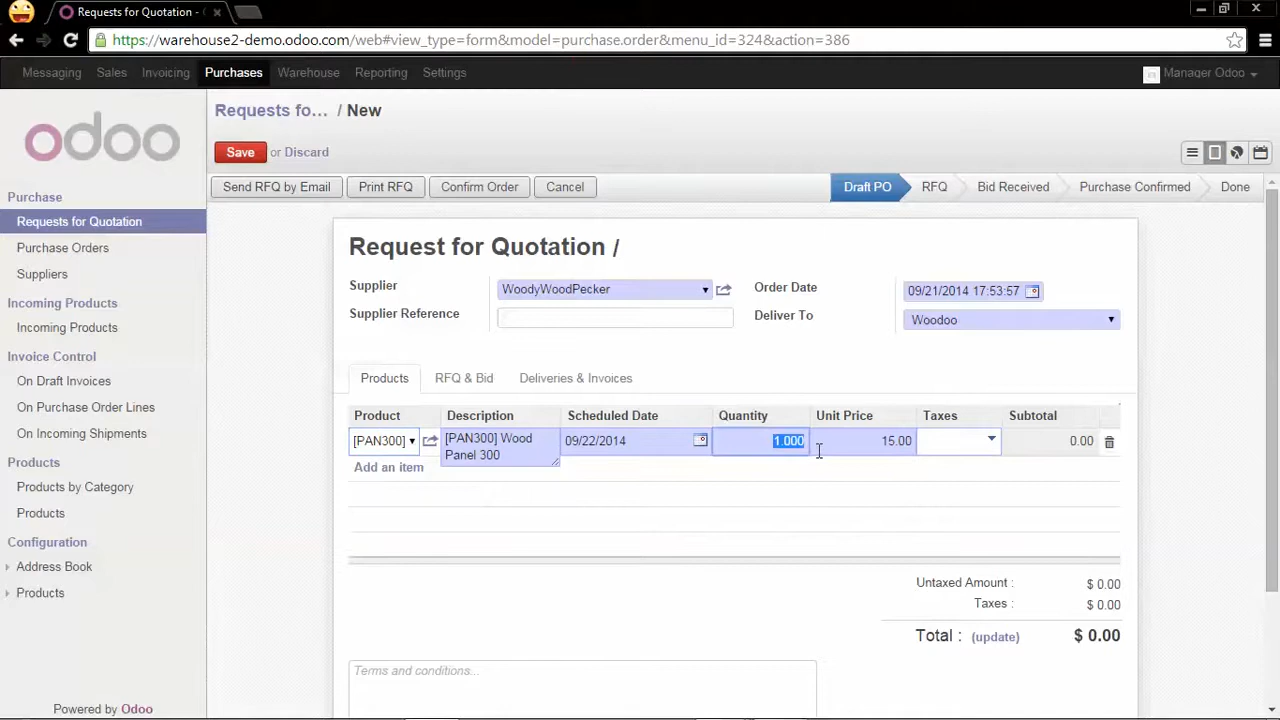 Requests for Quotation - (
https://warehouse2-demo.odoo.com/web#view_type=form&model=purchase.order&menu_id=324&action=386
Messaging Sales Invoicing Purchases Warehouse Reporting Settings Manager Odoo
odoo
Requests fo... / New
Save or Discard
Send RFQ by Email Print RFQ Confirm Order Cancel Draft PO RFQ Bid Received Purchase Confirmed Done
Purchase
Requests for Quotation
Purchase Orders
Suppliers
Incoming Products
Incoming Products
Invoice Control
On Draft Invoices
On Purchase Order Lines
On Incoming Shipments
Products
Products by Category
Products
Configuration
Address Book
Products
Powered by Odoo
Request for Quotation /
Supplier WoodyWoodPecker Order Date 09/21/2014 17:53:57
Supplier Reference Deliver To Woodoo
Products RFQ & Bid Deliveries & Invoices
Product Description Scheduled Date Quantity Unit Price Taxes Subtotal
[PAN300] [PAN300] Wood 09/22/2014 1.000 15.00 0.00
Panel 300
Add an item
Untaxed Amount : $ 0.00
Taxes : $ 0.00
Total : (update) $ 0.00
Terms and conditions...